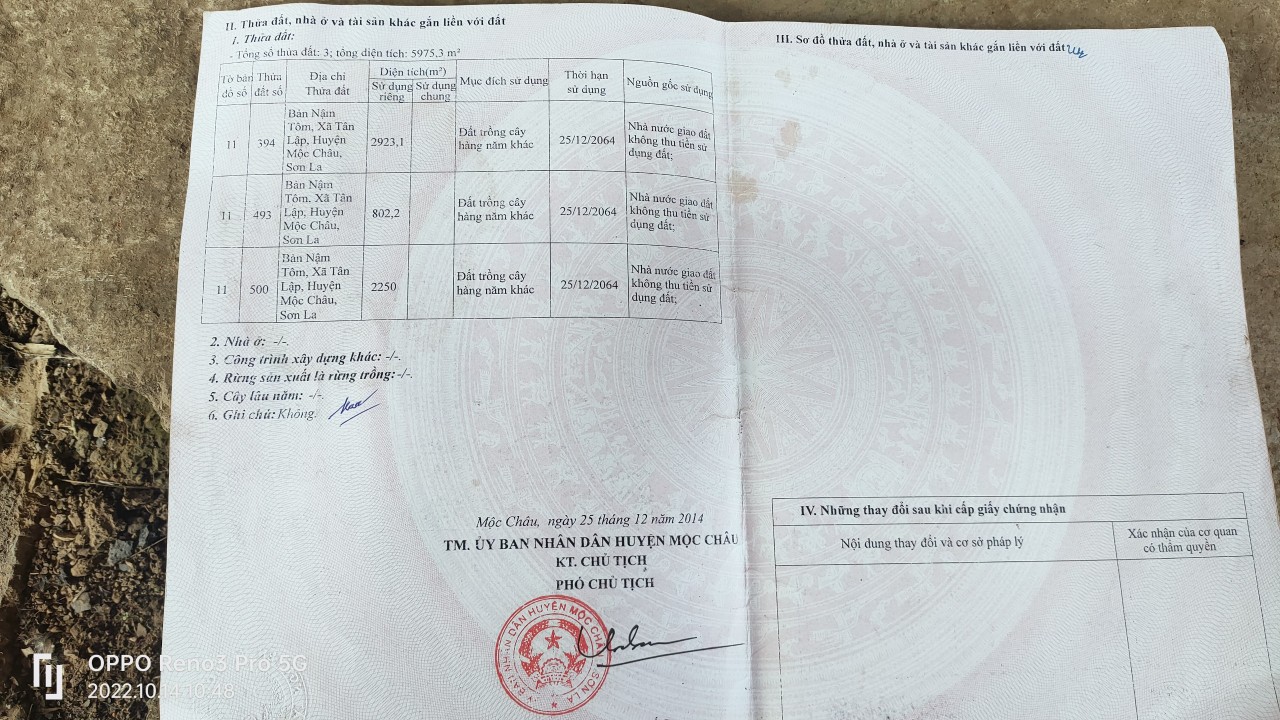 II. Thửa đất, nhà ở và tài sản khác gắn liền với đất
1. Thửa đất:
- Tổng số thửa đất: 3; tổng diện tích: 5975,3 m²
Tờ bản đồ số
Thửa đất số
Địa chỉ Thửa đất
Diện tích(m²)
Sử dụng riêng
Sử dụng chung
Mục đích sử dụng
Thời hạn sử dụng
Nguồn gốc sử dụng
11
394
Bản Nậm
Tôm, Xã Tân
Lập, Huyện
Mộc Châu,
Sơn La
2923,1
Đất trồng cây
hàng năm khác
25/12/2064
Nhà nước giao đất
không thu tiền sử
dụng đất;
11
493
Bản Nậm
Tôm, Xã Tân
Lập, Huyện
Mộc Châu,
Sơn La
802,2
Đất trồng cây
hàng năm khác
25/12/2064
Nhà nước giao đất
không thu tiền sử
dụng đất;
11
500
Bản Nậm
Tôm, Xã Tân
Lập, Huyện
Mộc Châu,
Sơn La
2250
Đất trồng cây
hàng năm khác
25/12/2064
Nhà nước giao đất
không thu tiền sử
dụng đất;
2. Nhà ở: -/-.
3. Công trình xây dựng khác: -/-.
4. Rừng sản xuất là rừng trồng: -/-.
5. Cây lâu năm: -/-.
6. Ghi chú: Không.
Mộc Châu, ngày 25 tháng 12 năm 2014
TM. ỦY BAN NHÂN DÂN HUYỆN MỘC CHÂU
KT. CHỦ TỊCH
PHÓ CHỦ TỊCH
Y BAN NHÂN DÂN HUYỆN MỘC CHÂU
SƠN LA
III. Sơ đồ thửa đất, nhà ở và tài sản khác gắn liền với đất
IV. Những thay đổi sau khi cấp giấy chứng nhận
Nội dung thay đổi và cơ sở pháp lý
Xác nhận của cơ quan
có thẩm quyền
OPPO Reno3 Pro 5G
2022.10.14 10:48